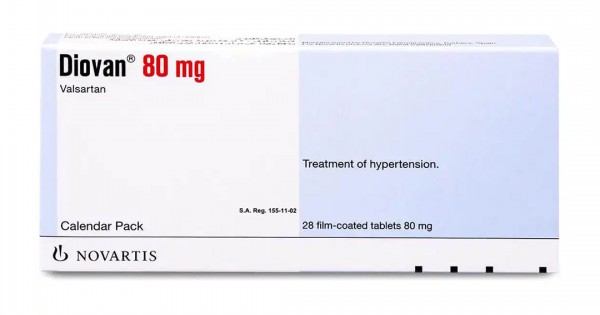 Diovan® 80 mg
Valsartan
Treatment of hypertension.
S.A. Reg. 155-11-02
Calendar Pack
28 film-coated tablets 80 mg
NOVARTIS